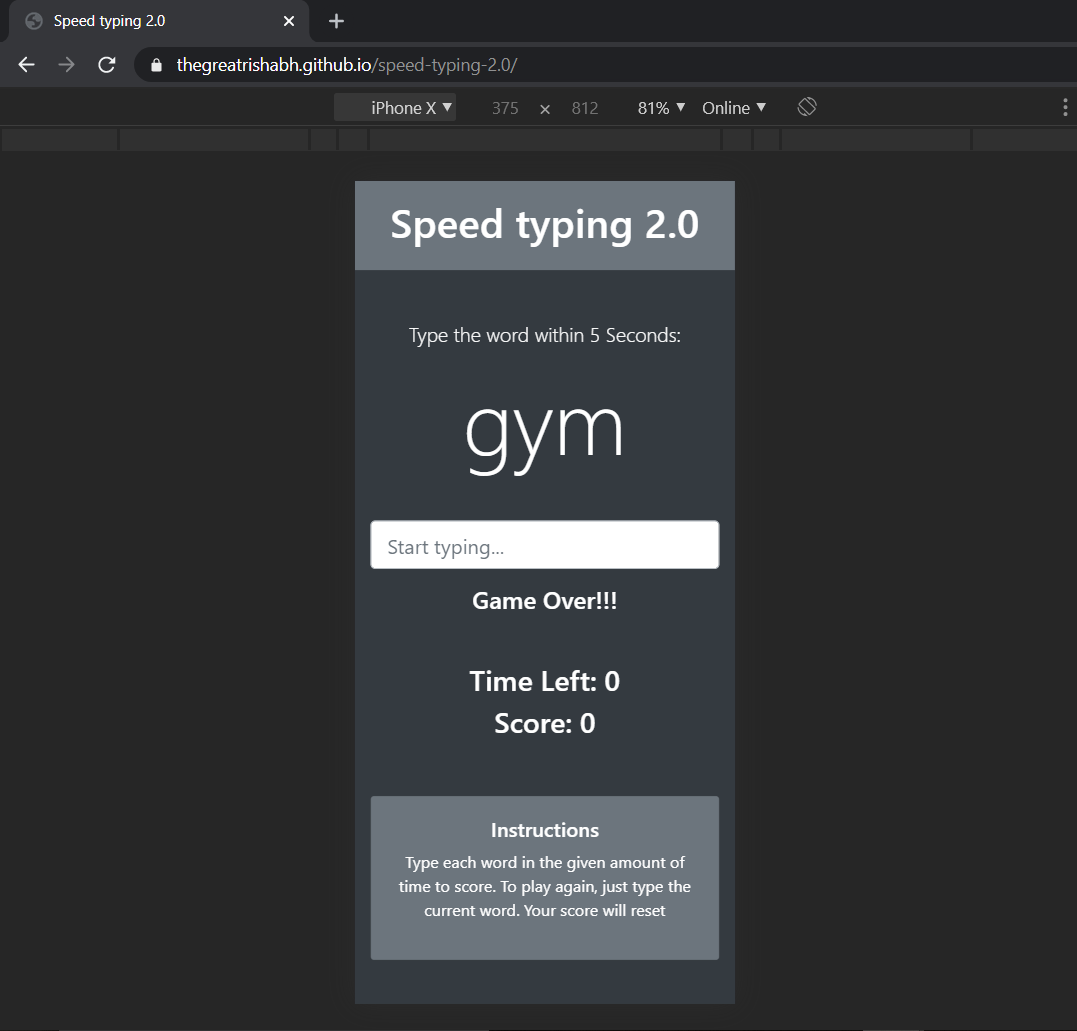 Speed typing 2.0
thegreatrishabh.github.io/speed-typing-2.0/
iPhone X 375 × 812 81% Online
Speed typing 2.0
Type the word within 5 Seconds:
gym
Start typing...
Game Over!!!
Time Left: 0
Score: 0
Instructions
Type each word in the given amount of
time to score. To play again, just type the
current word. Your score will reset